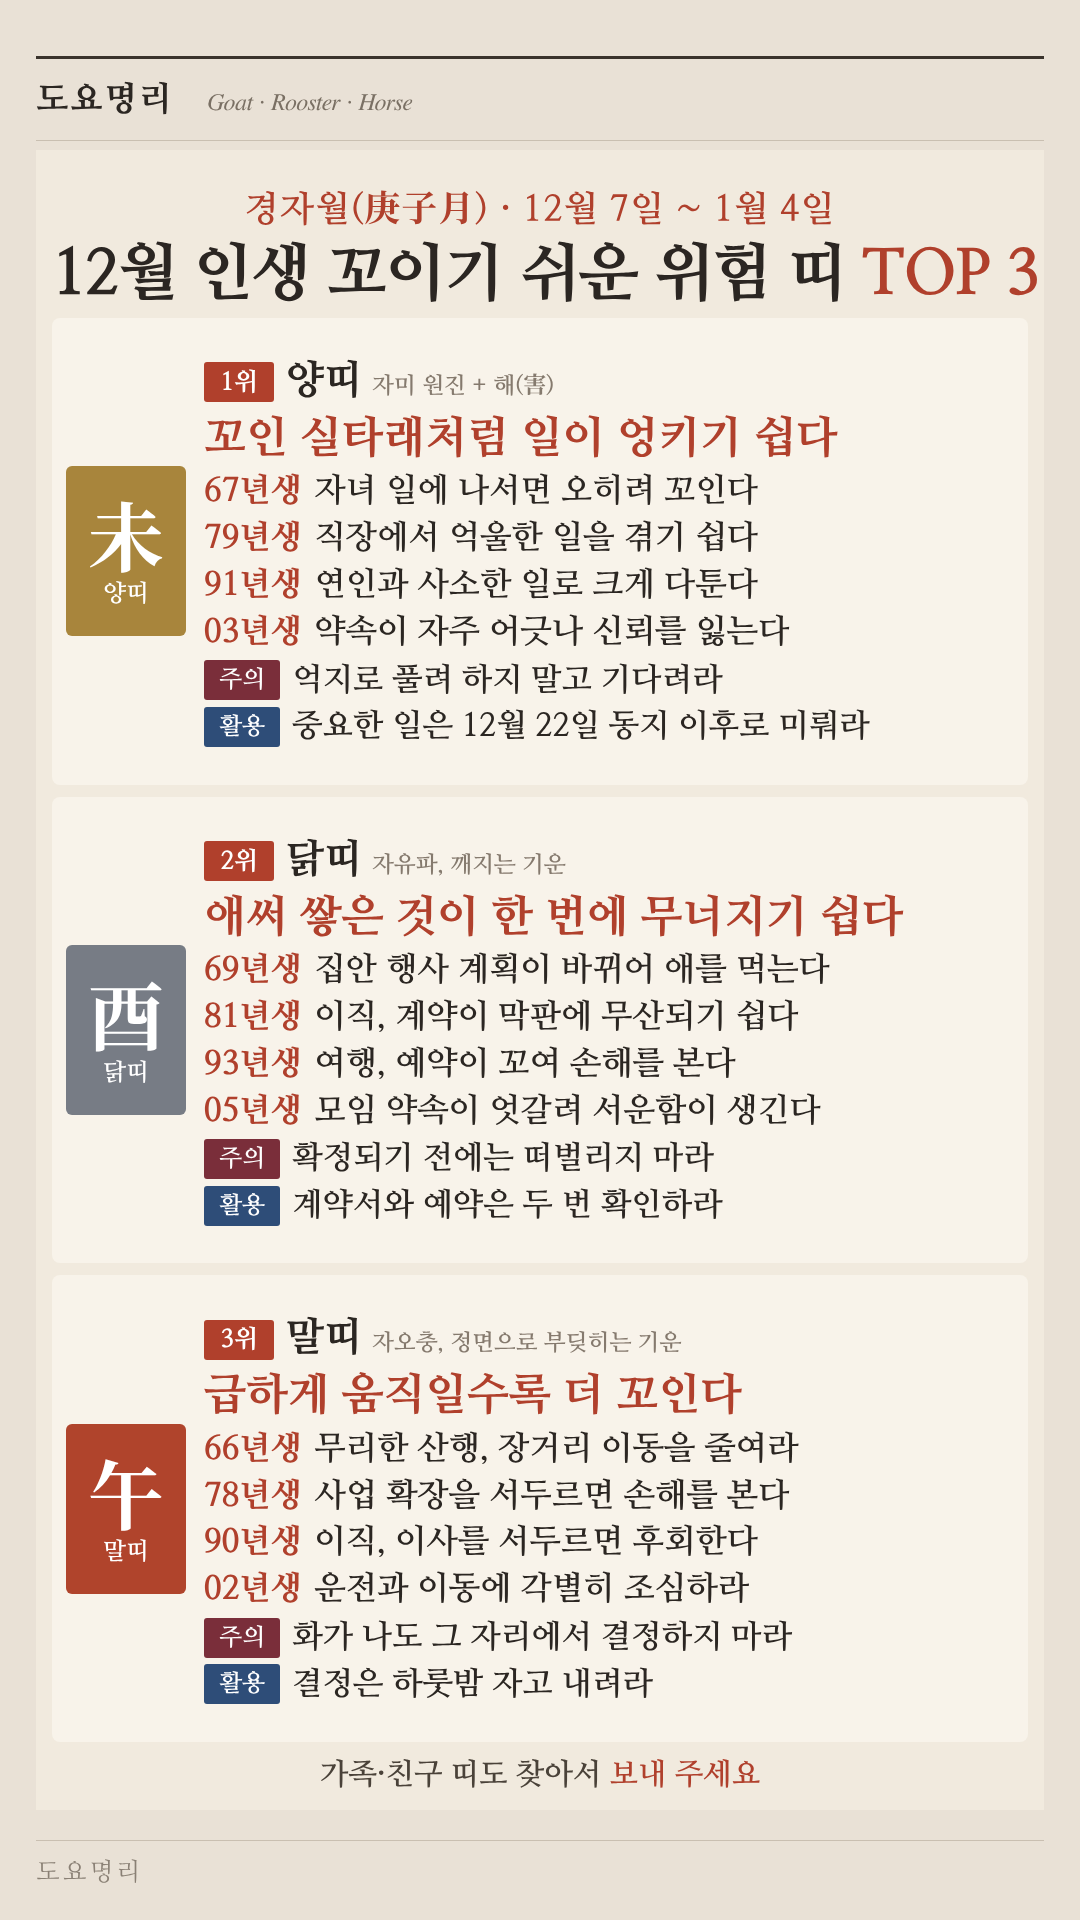 도요명리 Goat · Rooster · Horse
경자월(庚子月) · 12월 7일 ~ 1월 4일
12월 인생 꼬이기 쉬운 위험 띠 TOP 3
1위 양띠 자미 원진 + 해(害)
꼬인 실타래처럼 일이 엉키기 쉽다
未
양띠
67년생 자녀 일에 나서면 오히려 꼬인다
79년생 직장에서 억울한 일을 겪기 쉽다
91년생 연인과 사소한 일로 크게 다툰다
03년생 약속이 자주 어긋나 신뢰를 잃는다
주의 억지로 풀려 하지 말고 기다려라
활용 중요한 일은 12월 22일 동지 이후로 미뤄라
2위 닭띠 자유파, 깨지는 기운
애써 쌓은 것이 한 번에 무너지기 쉽다
酉
닭띠
69년생 집안 행사 계획이 바뀌어 애를 먹는다
81년생 이직, 계약이 막판에 무산되기 쉽다
93년생 여행, 예약이 꼬여 손해를 본다
05년생 모임 약속이 엇갈려 서운함이 생긴다
주의 확정되기 전에는 떠벌리지 마라
활용 계약서와 예약은 두 번 확인하라
3위 말띠 자오충, 정면으로 부딪히는 기운
급하게 움직일수록 더 꼬인다
午
말띠
66년생 무리한 산행, 장거리 이동을 줄여라
78년생 사업 확장을 서두르면 손해를 본다
90년생 이직, 이사를 서두르면 후회한다
02년생 운전과 이동에 각별히 조심하라
주의 화가 나도 그 자리에서 결정하지 마라
활용 결정은 하룻밤 자고 내려라
가족·친구 띠도 찾아서 보내 주세요
도요명리